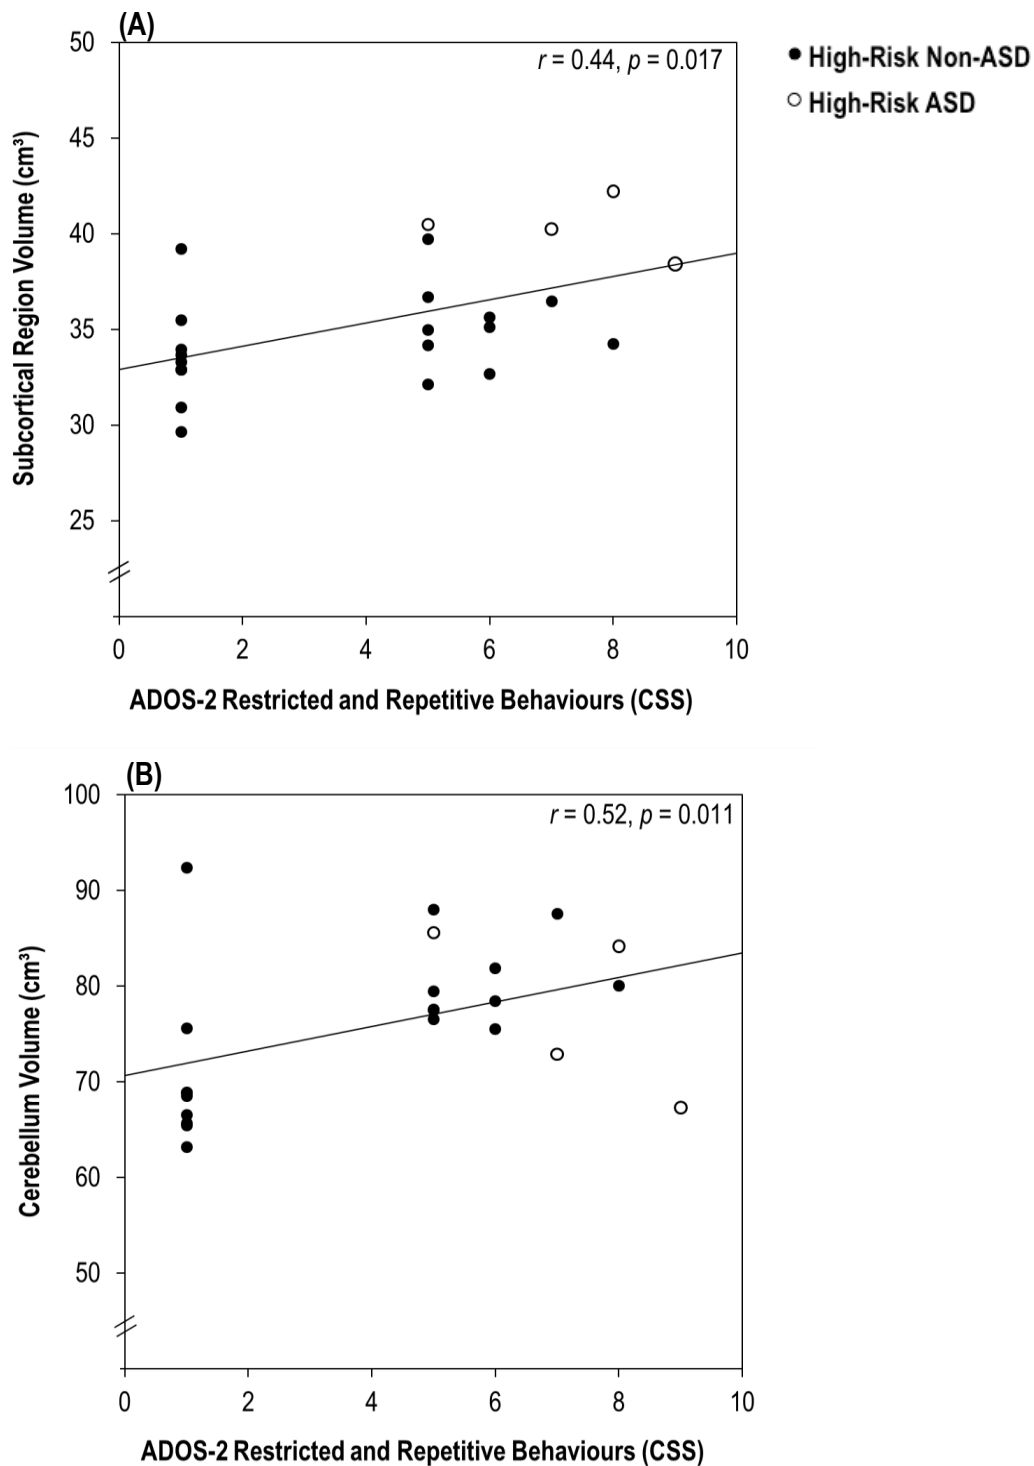 (A)
r = 0.44, p = 0.017
50
45
40
35
30
25
0 2 4 6 8 10
Subcortical Region Volume (cm³)
ADOS-2 Restricted and Repetitive Behaviours (CSS)
High-Risk Non-ASD
High-Risk ASD
(B)
r = 0.52, p = 0.011
100
90
80
70
60
50
0 2 4 6 8 10
Cerebellum Volume (cm³)
ADOS-2 Restricted and Repetitive Behaviours (CSS)